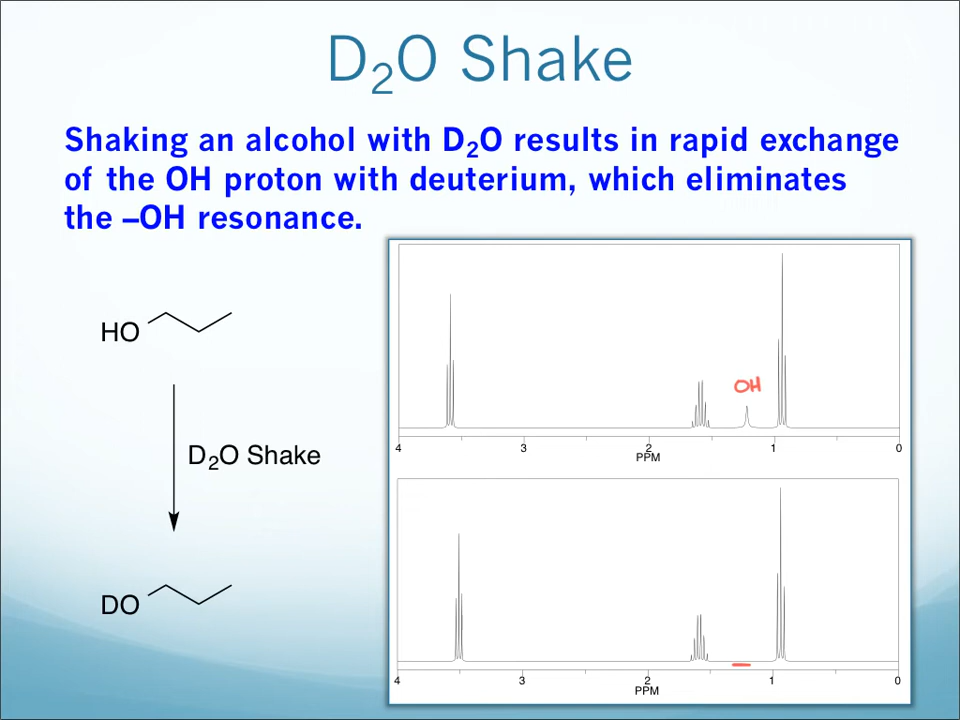 D₂O Shake
Shaking an alcohol with D₂O results in rapid exchange
of the OH proton with deuterium, which eliminates
the –OH resonance.
HO
D₂O Shake
DO
OH
4 3 2 1 0
PPM
4 3 2 1 0
PPM